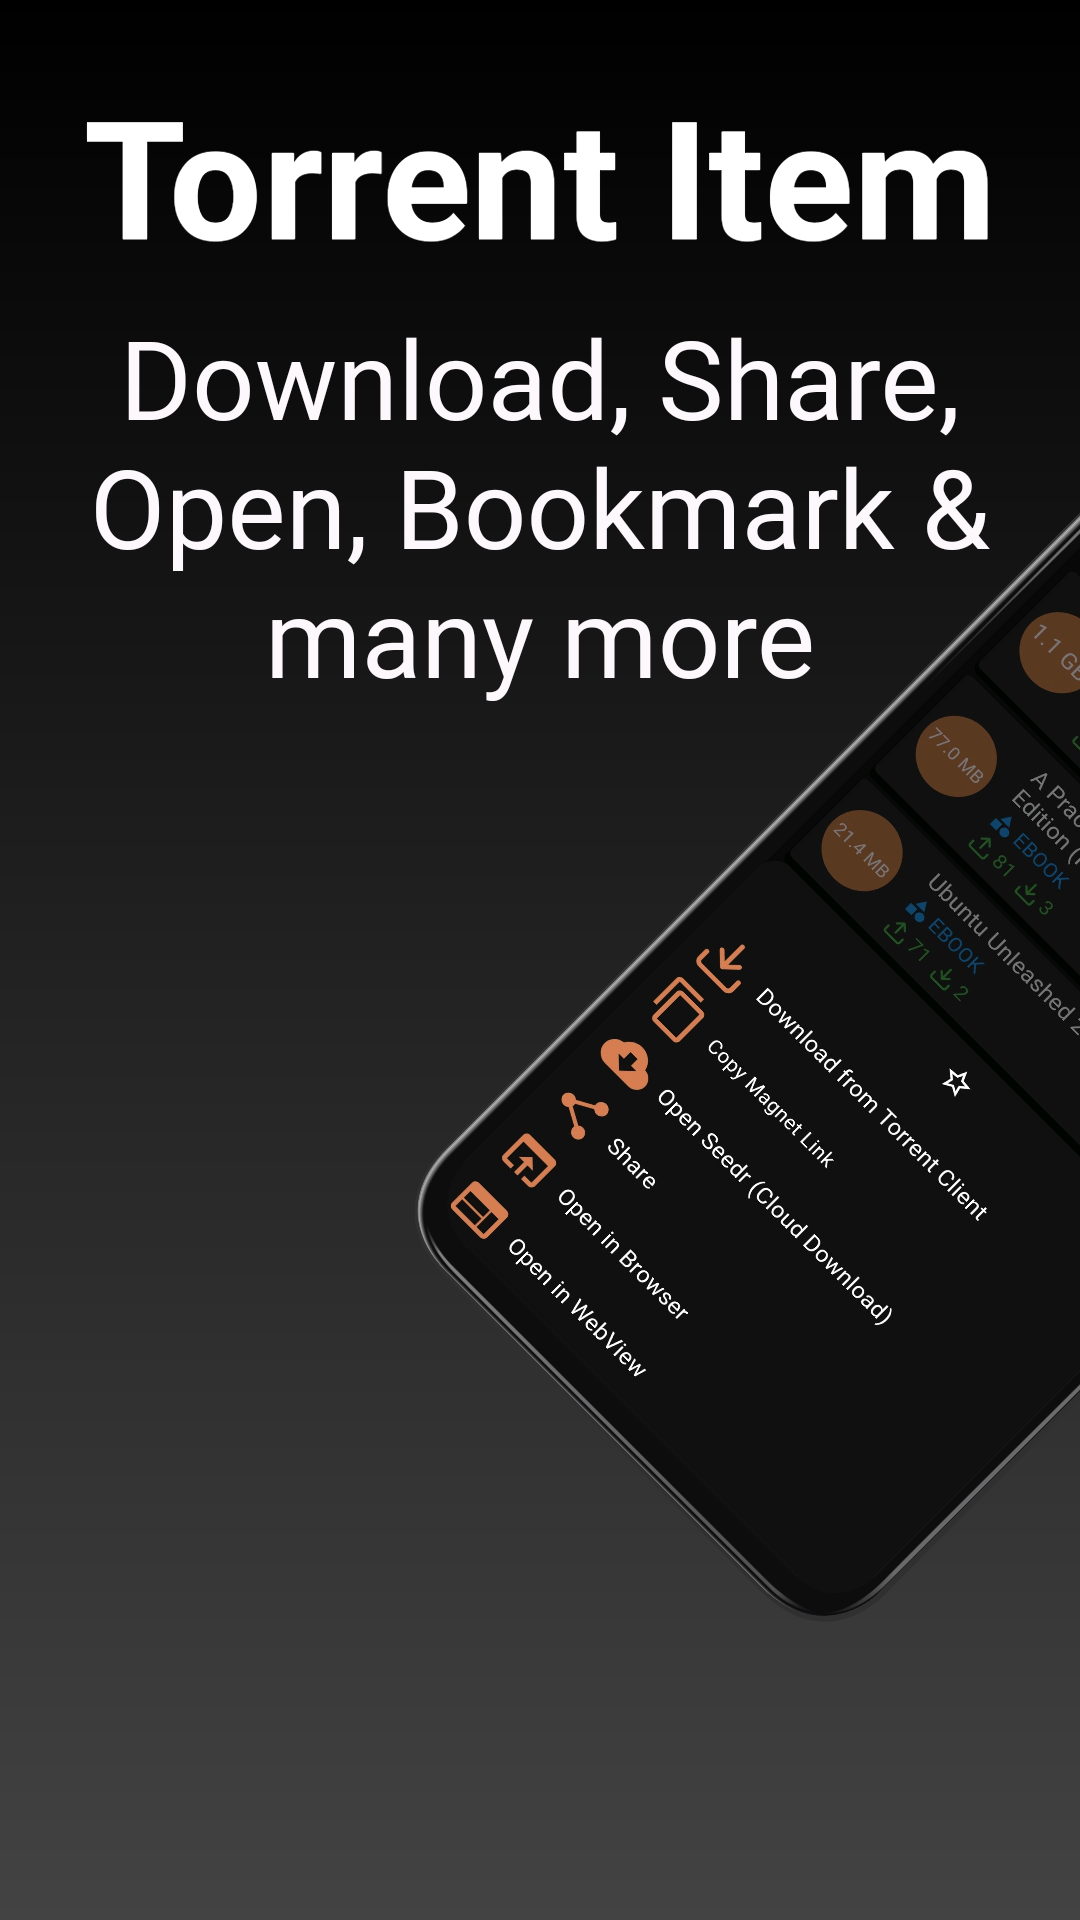 Torrent Item
Download, Share,
Open, Bookmark &
many more
1.1 GB
77.0 MB
Edition
EBOOK
81 3
21.4 MB
Ubuntu Unleashed
EBOOK
71 2
Download from Torrent Client
Copy Magnet Link
Open Seedr (Cloud Download)
Share
Open in Browser
Open in WebView